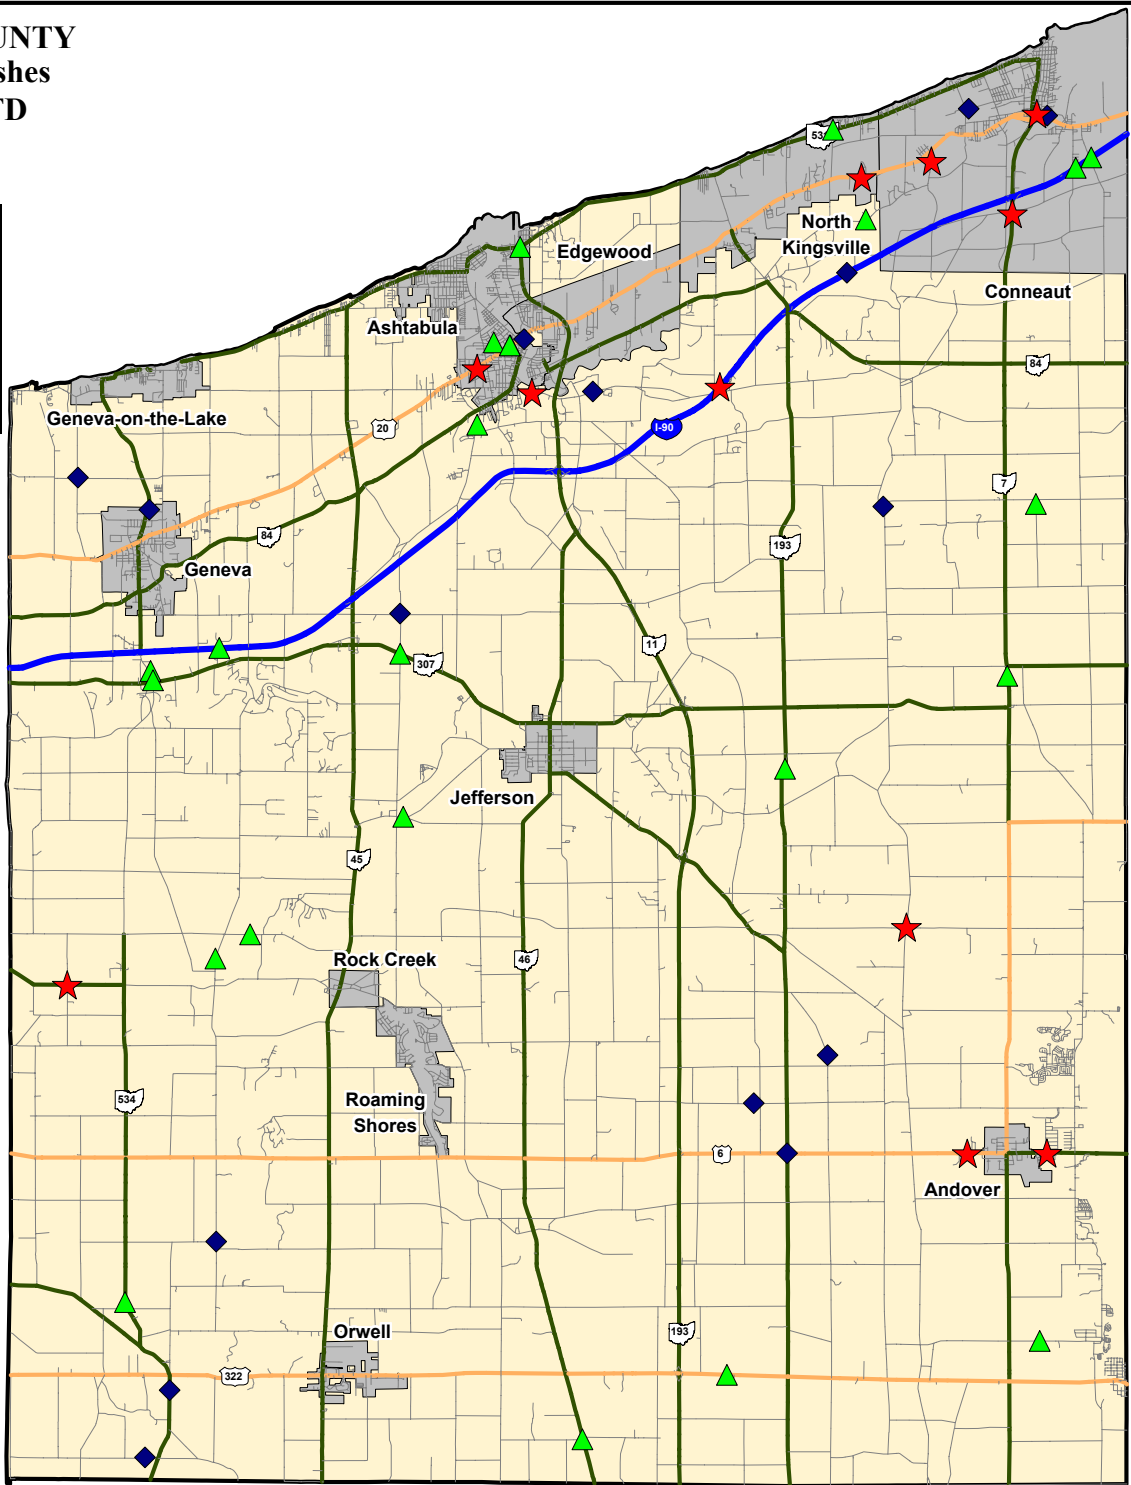 UNTY
shes
TD
53
North
Kingsville
Edgewood
Conneaut
Ashtabula
84
Geneva-on-the-Lake
20
I-90
7
84
193
Geneva
11
307
Jefferson
45
Rock Creek
46
534
Roaming
Shores
6
Andover
Orwell
193
322